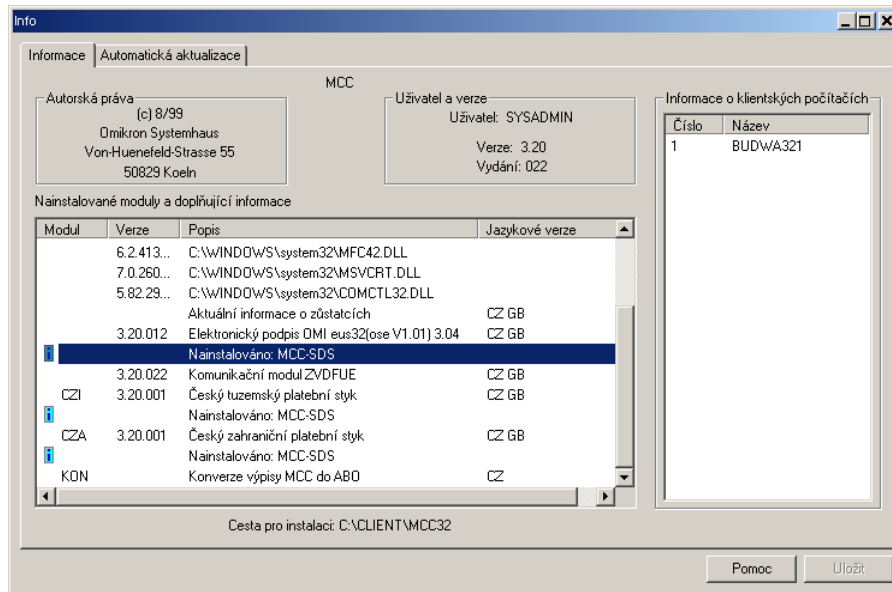 Info
Informace
Automatická aktualizace
MCC
Autorská práva
(c) 8/99
Omikron Systemhaus
Von-Huenefeld-Strasse 55
50829 Koeln
Uživatel a verze
Uživatel: SYSADMIN
Verze: 3.20
Vydání: 022
Informace o klientských počítačích
Číslo Název
1 BUDWA321
Nainstalované moduly a doplňující informace
Modul Verze Popis Jazykové verze
6.2.413... C:\WINDOWS\system32\MFC42.DLL
7.0.260... C:\WINDOWS\system32\MSVCRT.DLL
5.82.29... C:\WINDOWS\system32\COMCTL32.DLL
Aktuální informace o zůstatcích CZ GB
3.20.012 Elektronický podpis OMI eus32(ose V1.01) 3.04 CZ GB
Nainstalováno: MCC-SDS
3.20.022 Komunikační modul ZVDFUE CZ GB
CZI 3.20.001 Český tuzemský platební styk CZ GB
Nainstalováno: MCC-SDS
CZA 3.20.001 Český zahraniční platební styk CZ GB
Nainstalováno: MCC-SDS
KON Konverze výpisy MCC do ABO CZ
Cesta pro instalaci: C:\CLIENT\MCC32
Pomoc
Uložit